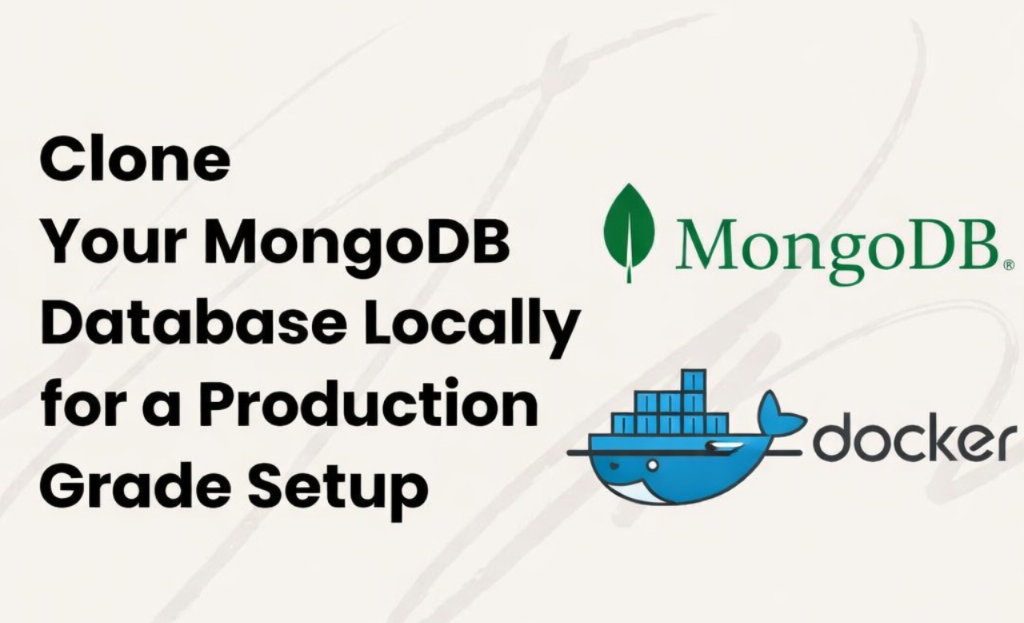 Clone
Your MongoDB
Database Locally
for a Production
Grade Setup
MongoDB®
docker